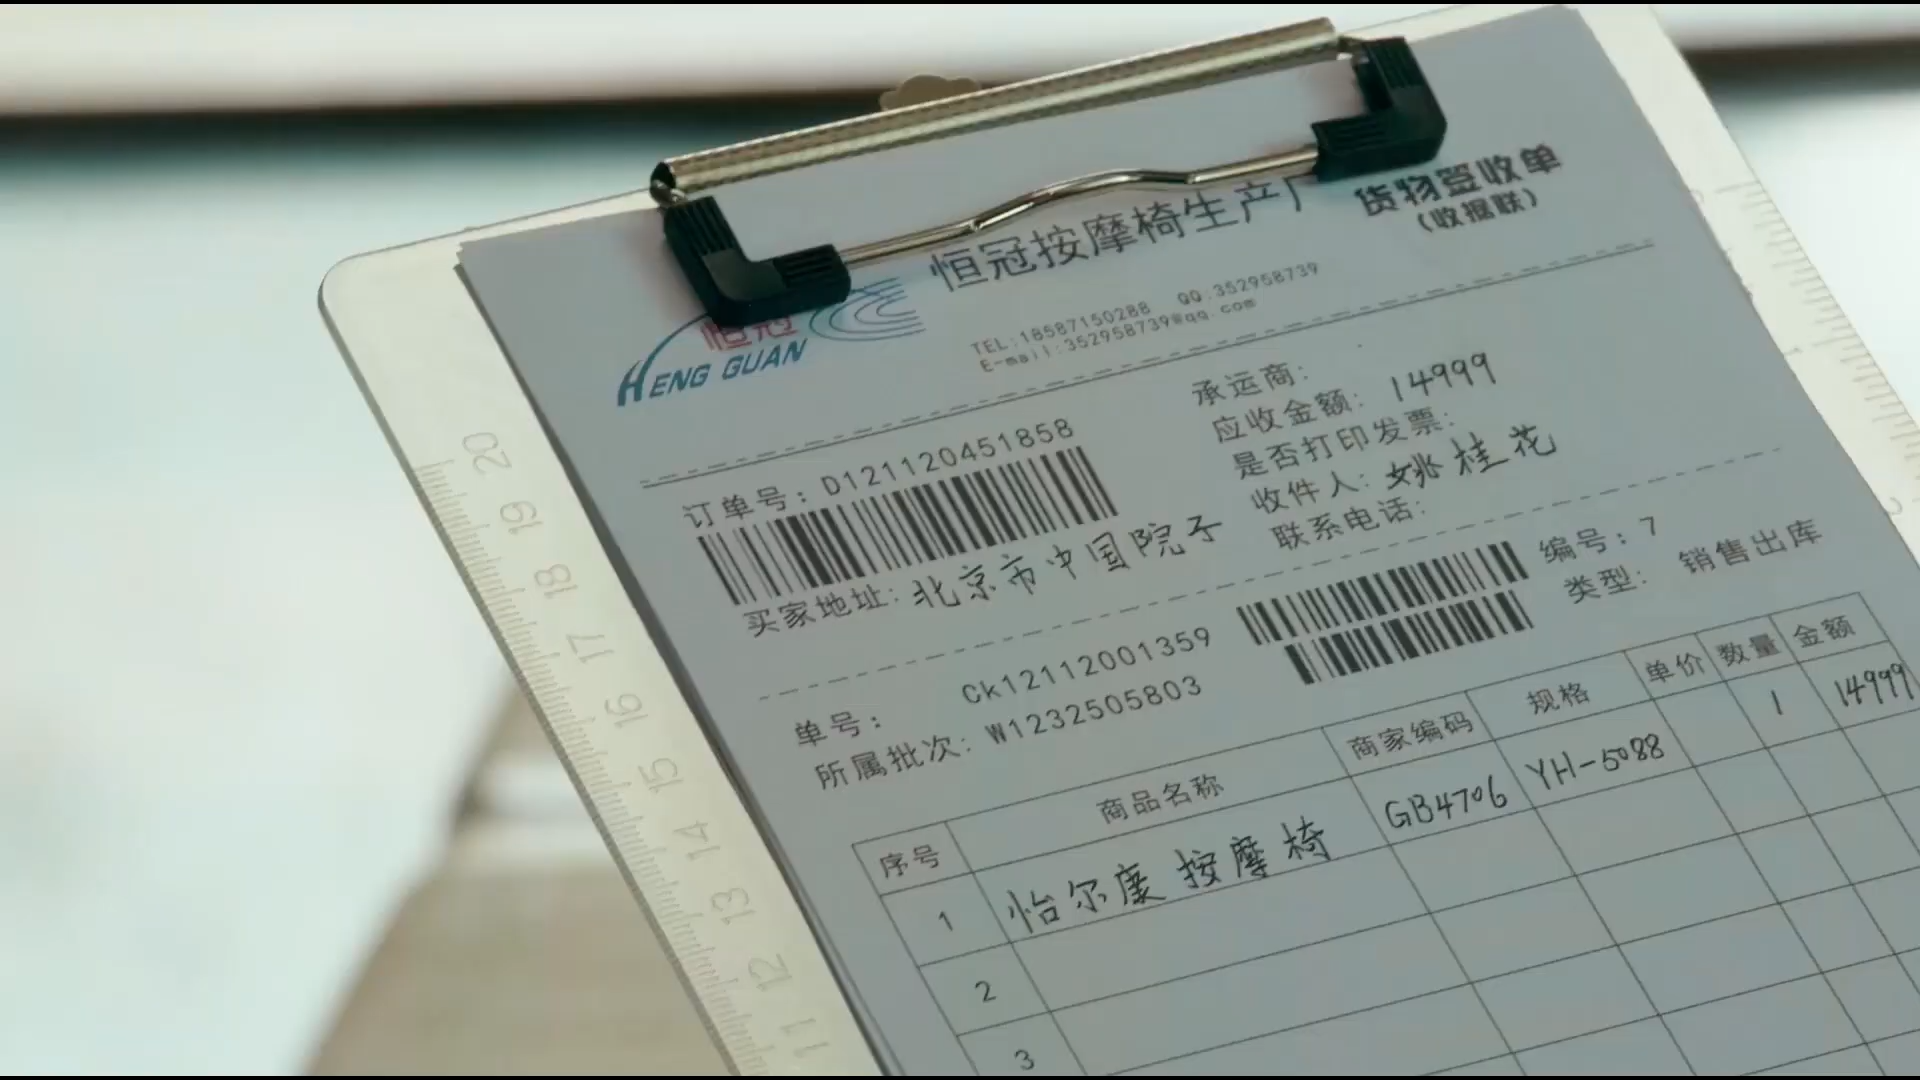 恒冠按摩椅生产厂
货物签收单
(收据联)
恒冠
HENG GUAN
TEL:18587150288 QQ:352958739
E-mail:352958739@qq.com
订单号: D121120451858
买家地址: 北京市中国院子
承运商:
应收金额: 14999
是否打印发票:
收件人: 姚桂花
联系电话:
单号: Ck12112001359
所属批次: W1232505803
编号: 7
类型: 销售出库
序号 商品名称 商家编码 规格 单价 数量 金额
1 怡尔康按摩椅 GB4706 YH-5088 1 14999
2
3
20
19
18
17
16
15
14
13
12
11